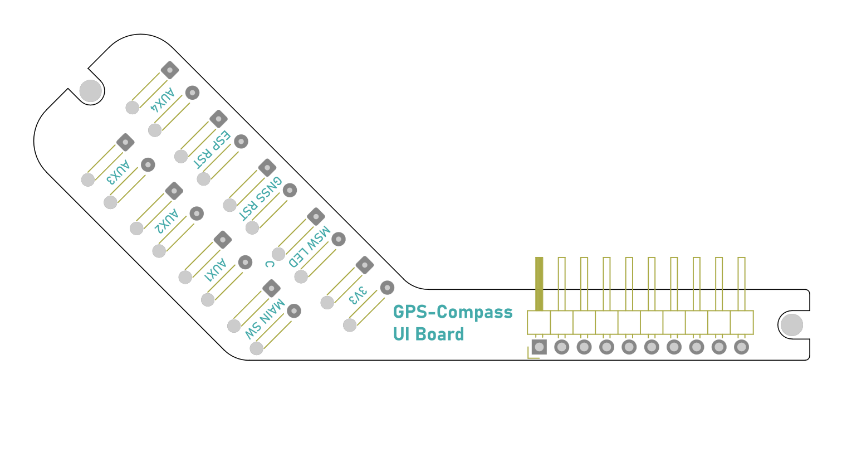 AUX4
ESP RST
GNSS RST
MSW LED
3V3
AUX3
AUX2
AUX1
C
MAIN SW
GPS-Compass
UI Board